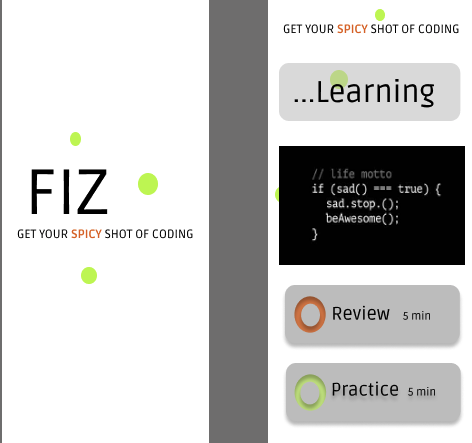 FIZ
GET YOUR SPICY SHOT OF CODING
GET YOUR SPICY SHOT OF CODING
...Learning
// life motto
if (sad() === true) {
sad.stop.();
beAwesome();
}
Review 5 min
Practice 5 min